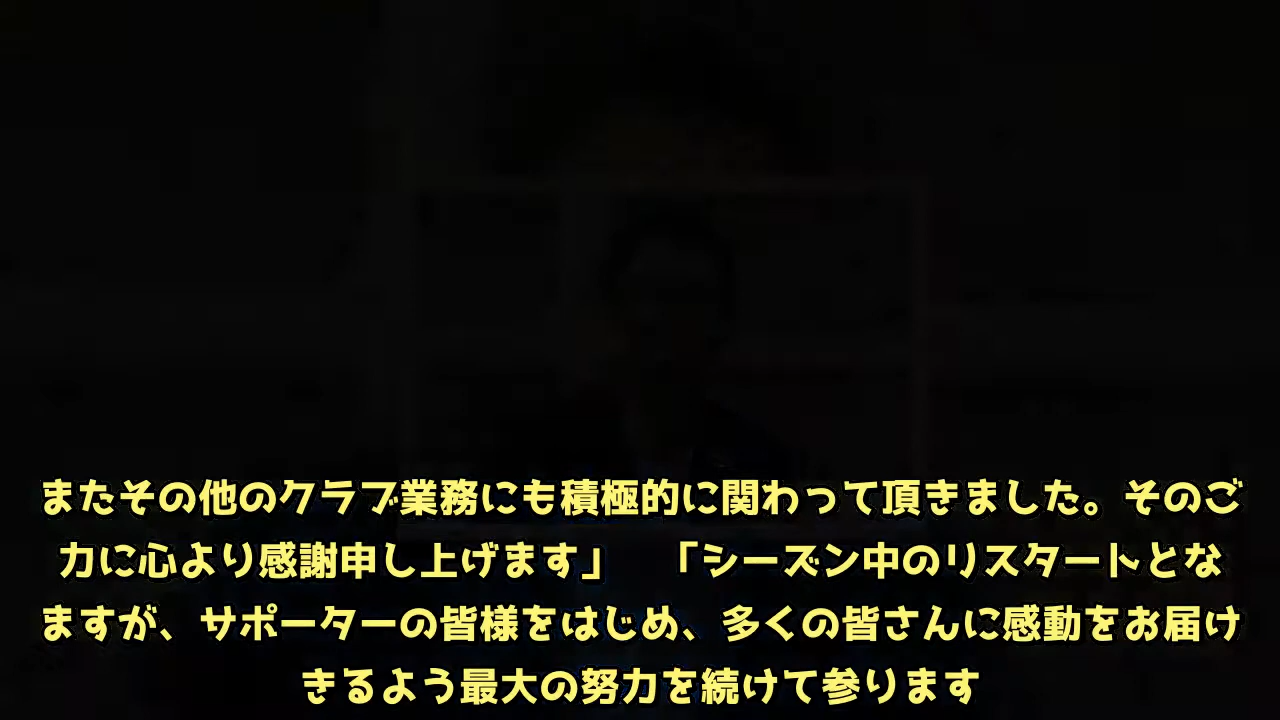 またその他のクラブ業務にも積極的に関わって頂きました。そのご
力に心より感謝申し上げます」　「シーズン中のリスタートとな
ますが、サポーターの皆様をはじめ、多くの皆さんに感動をお届け
きるよう最大の努力を続けて参ります